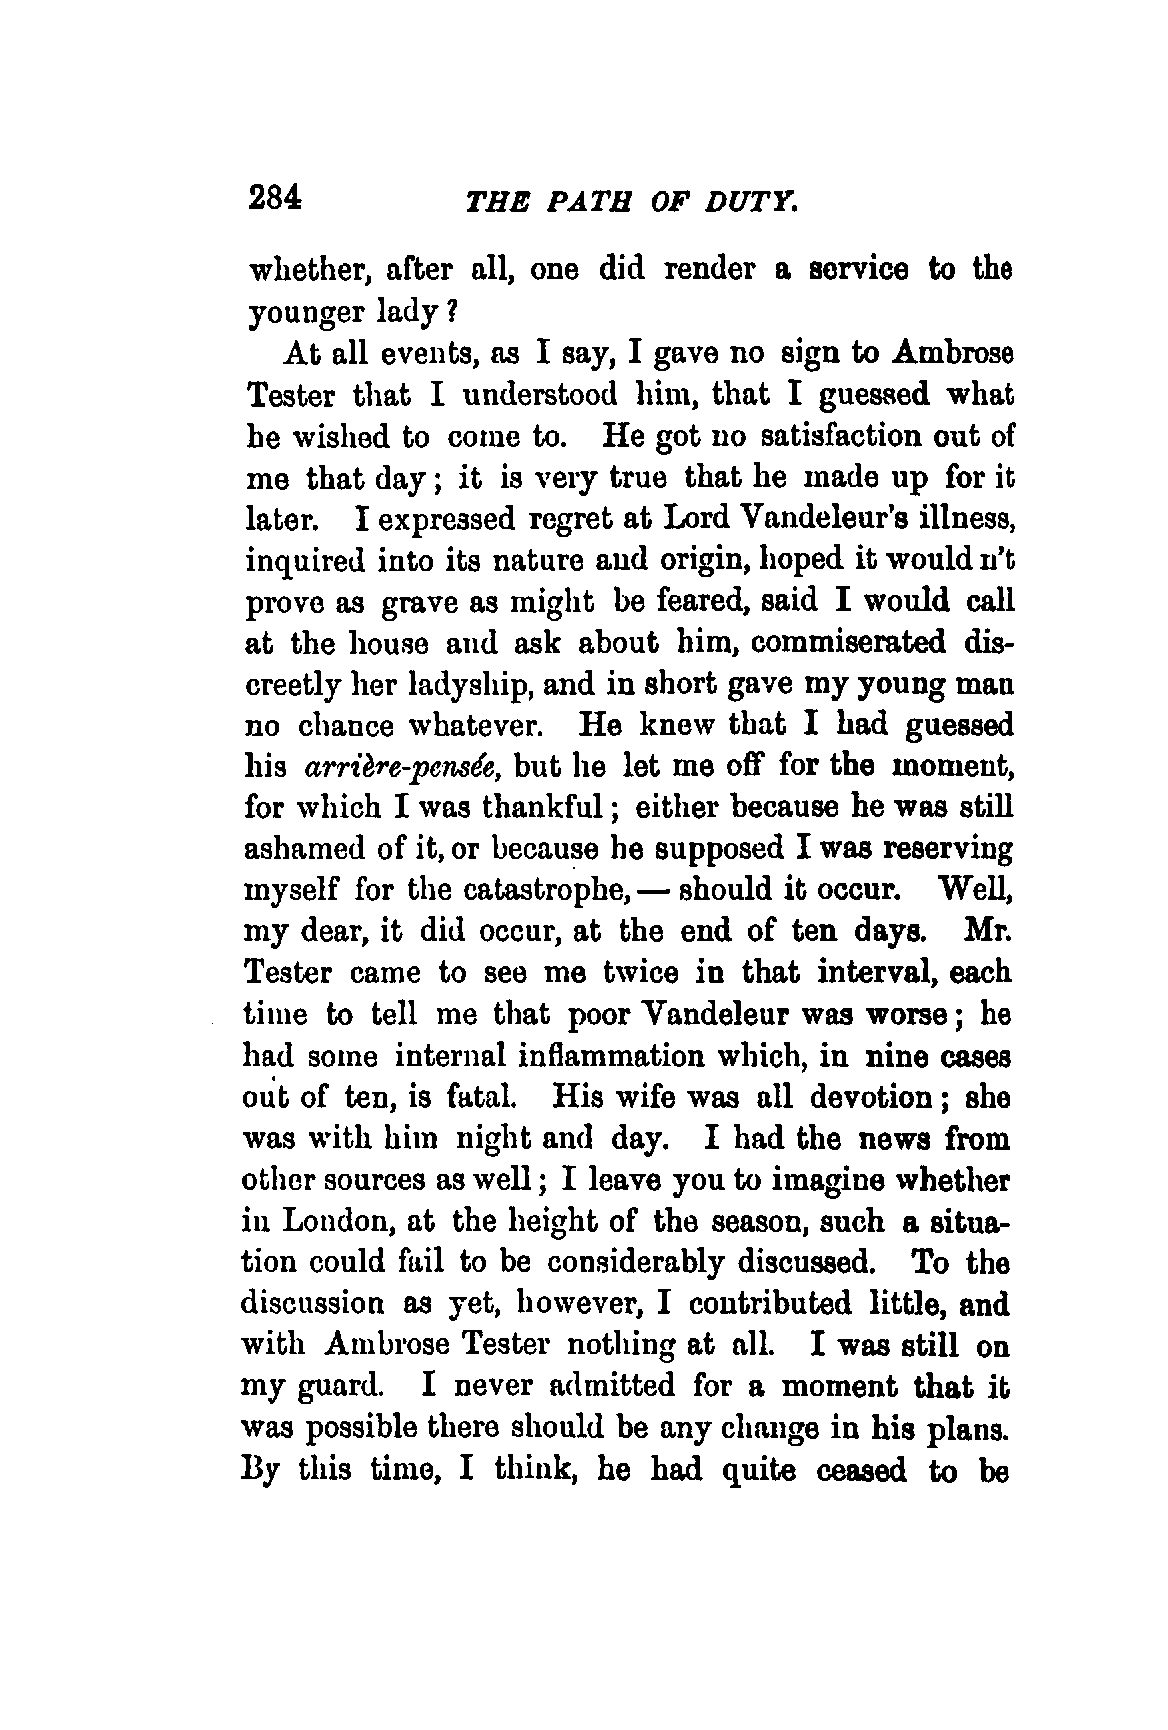 284 THE PATH OF DUTY.
whether, after all, one did render a service to the
younger lady?
At all events, as I say, I gave no sign to Ambrose
Tester that I understood him, that I guessed what
he wished to come to. He got no satisfaction out of
me that day; it is very true that he made up for it
later. I expressed regret at Lord Vandeleur's illness,
inquired into its nature and origin, hoped it would n't
prove as grave as might be feared, said I would call
at the house and ask about him, commiserated dis-
creetly her ladyship, and in short gave my young man
no chance whatever. He knew that I had guessed
his arrière-pensée, but he let me off for the moment,
for which I was thankful; either because he was still
ashamed of it, or because he supposed I was reserving
myself for the catastrophe,— should it occur. Well,
my dear, it did occur, at the end of ten days. Mr.
Tester came to see me twice in that interval, each
time to tell me that poor Vandeleur was worse; he
had some internal inflammation which, in nine cases
out of ten, is fatal. His wife was all devotion; she
was with him night and day. I had the news from
other sources as well; I leave you to imagine whether
in London, at the height of the season, such a situa-
tion could fail to be considerably discussed. To the
discussion as yet, however, I contributed little, and
with Ambrose Tester nothing at all. I was still on
my guard. I never admitted for a moment that it
was possible there should be any change in his plans.
By this time, I think, he had quite ceased to be